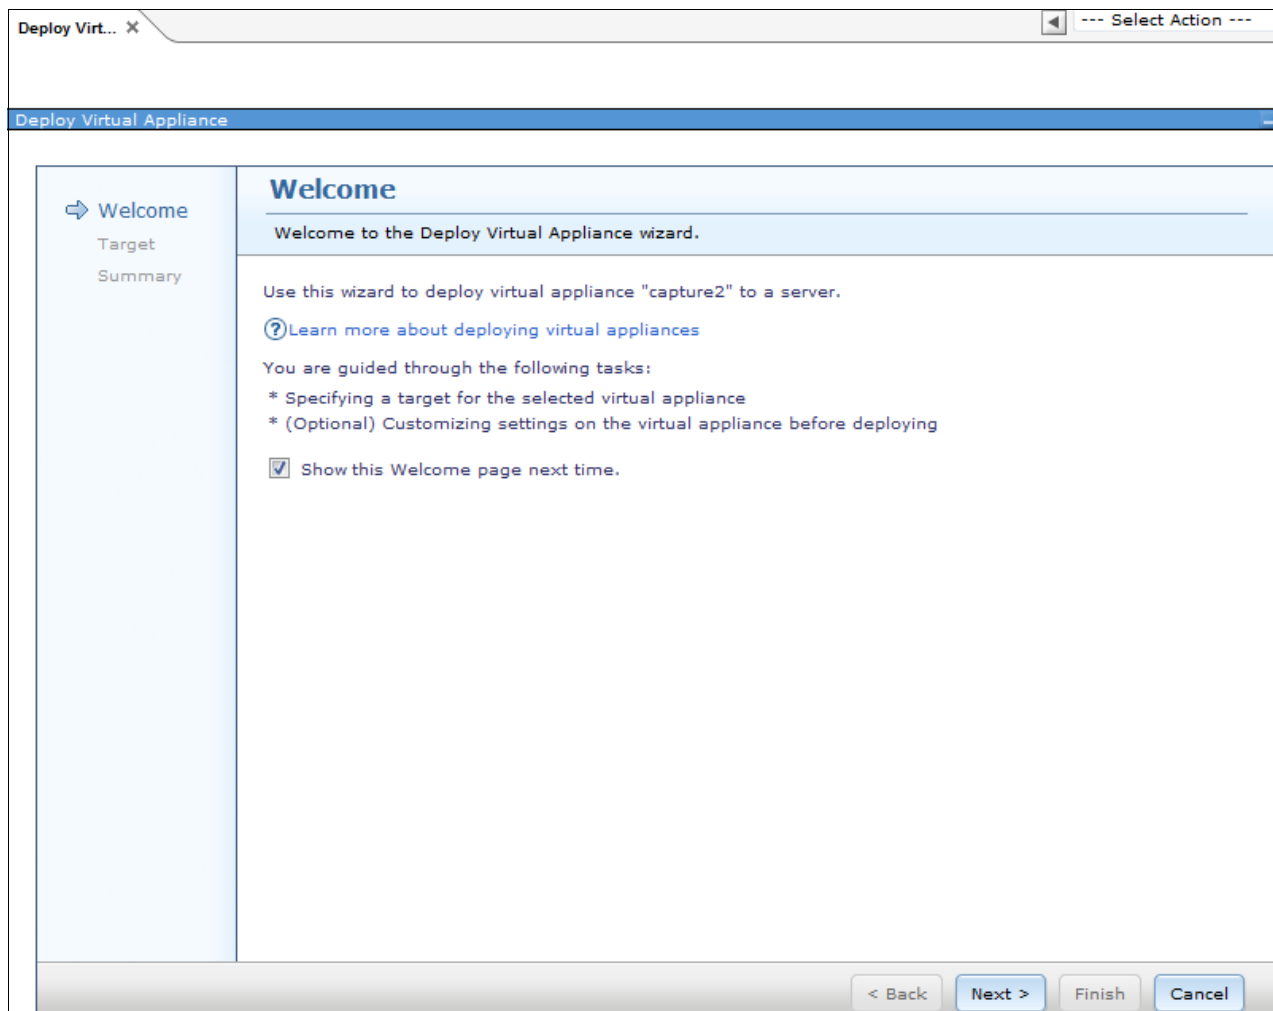 Deploy Virt...
--- Select Action ---
Deploy Virtual Appliance
Welcome
Target
Summary
Welcome
Welcome to the Deploy Virtual Appliance wizard.
Use this wizard to deploy virtual appliance "capture2" to a server.
?Learn more about deploying virtual appliances
You are guided through the following tasks:
* Specifying a target for the selected virtual appliance
* (Optional) Customizing settings on the virtual appliance before deploying
Show this Welcome page next time.
< Back Next > Finish Cancel